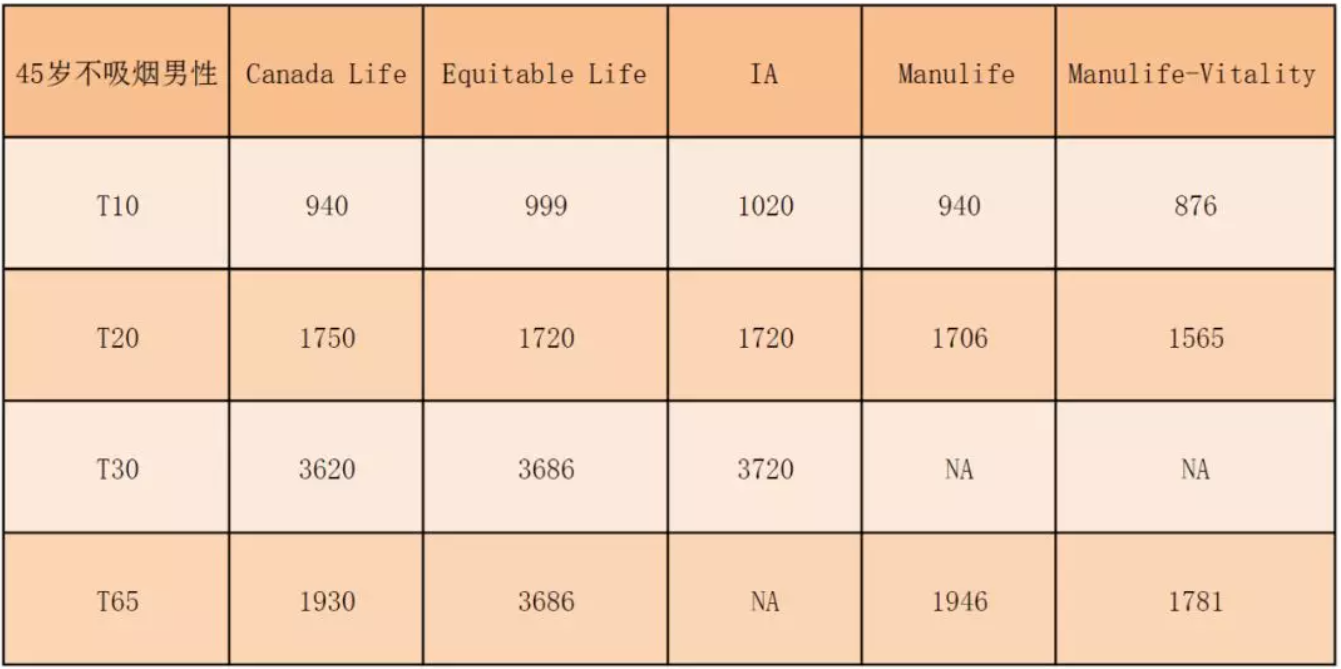 45岁不吸烟男性 Canada Life Equitable Life IA Manulife Manulife-Vitality
T10 940 999 1020 940 876
T20 1750 1720 1720 1706 1565
T30 3620 3686 3720 NA NA
T65 1930 3686 NA 1946 1781